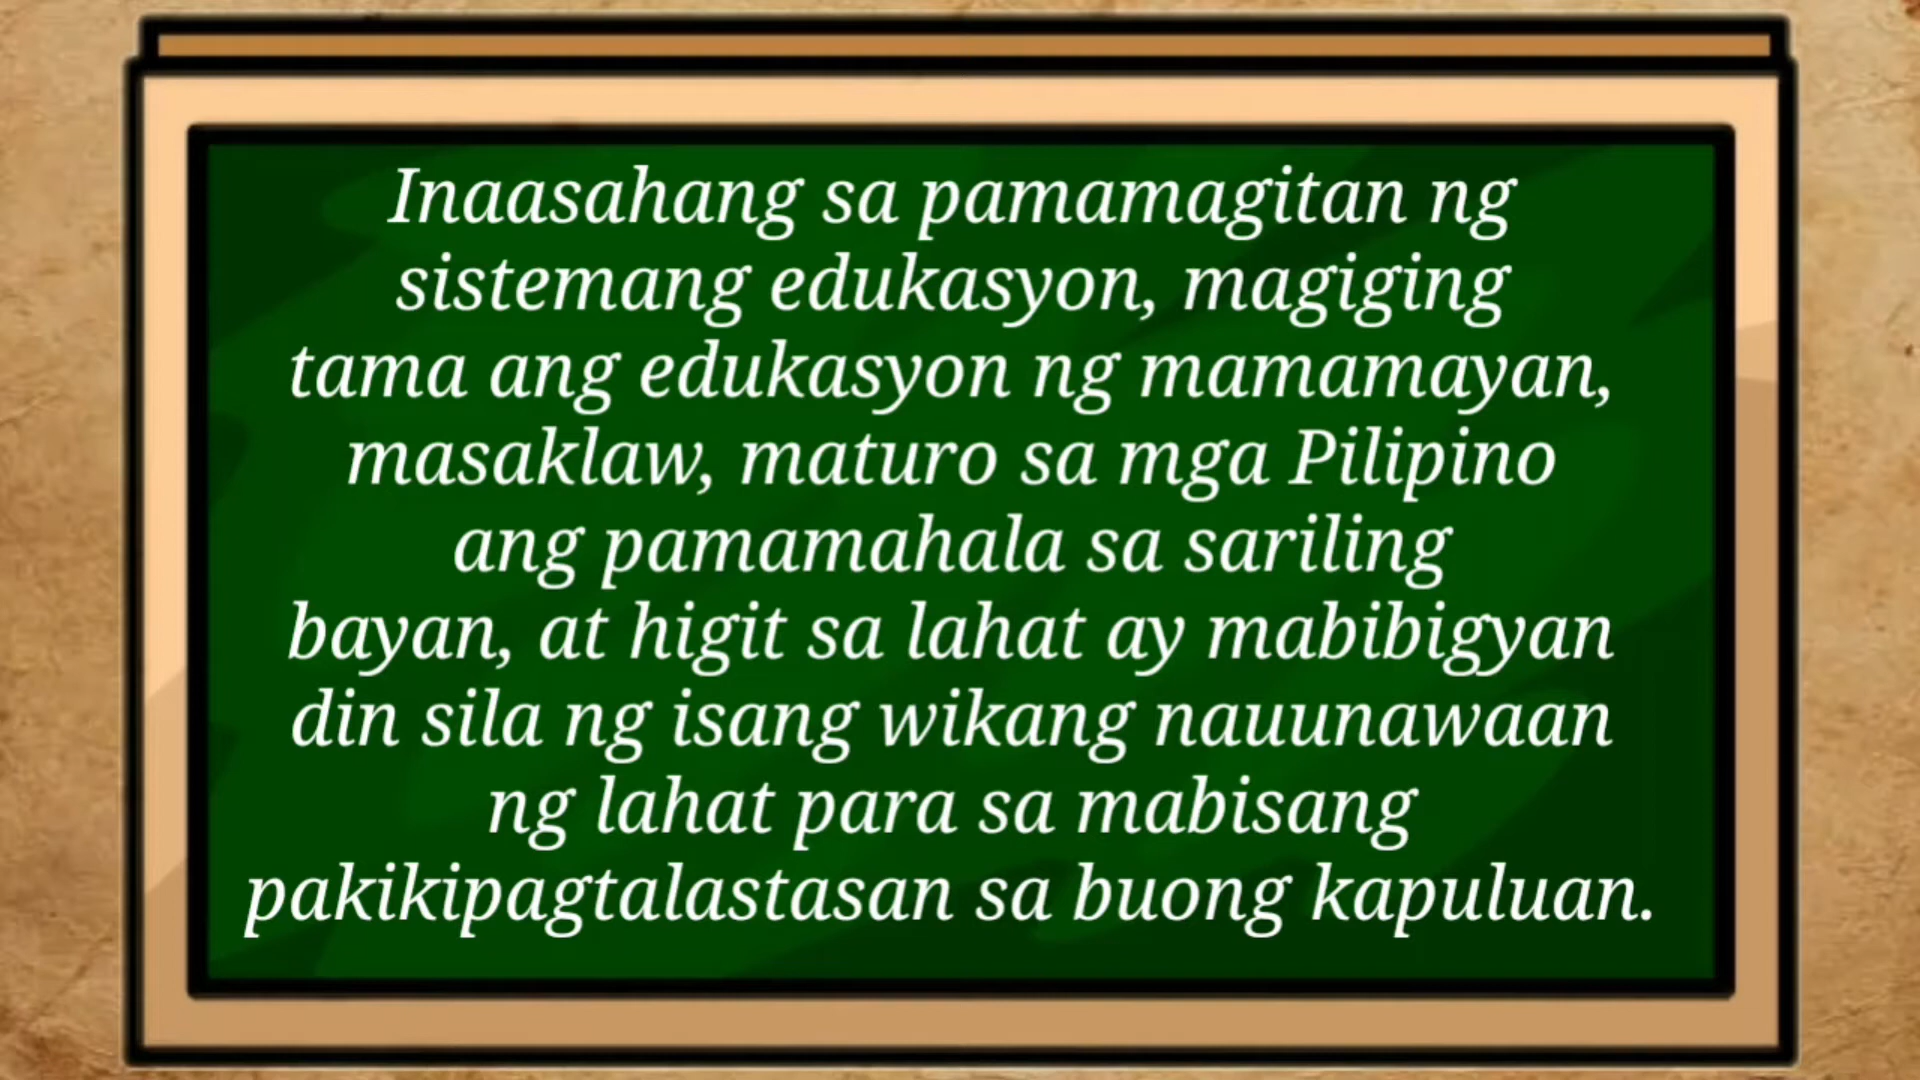 Inaasahang sa pamamagitan ng
sistemang edukasyon, magiging
tama ang edukasyon ng mamamayan,
masaklaw, maturo sa mga Pilipino
ang pamamahala sa sariling
bayan, at higit sa lahat ay mabibigyan
din sila ng isang wikang nauunawaan
ng lahat para sa mabisang
pakikipagtalastasan sa buong kapuluan.